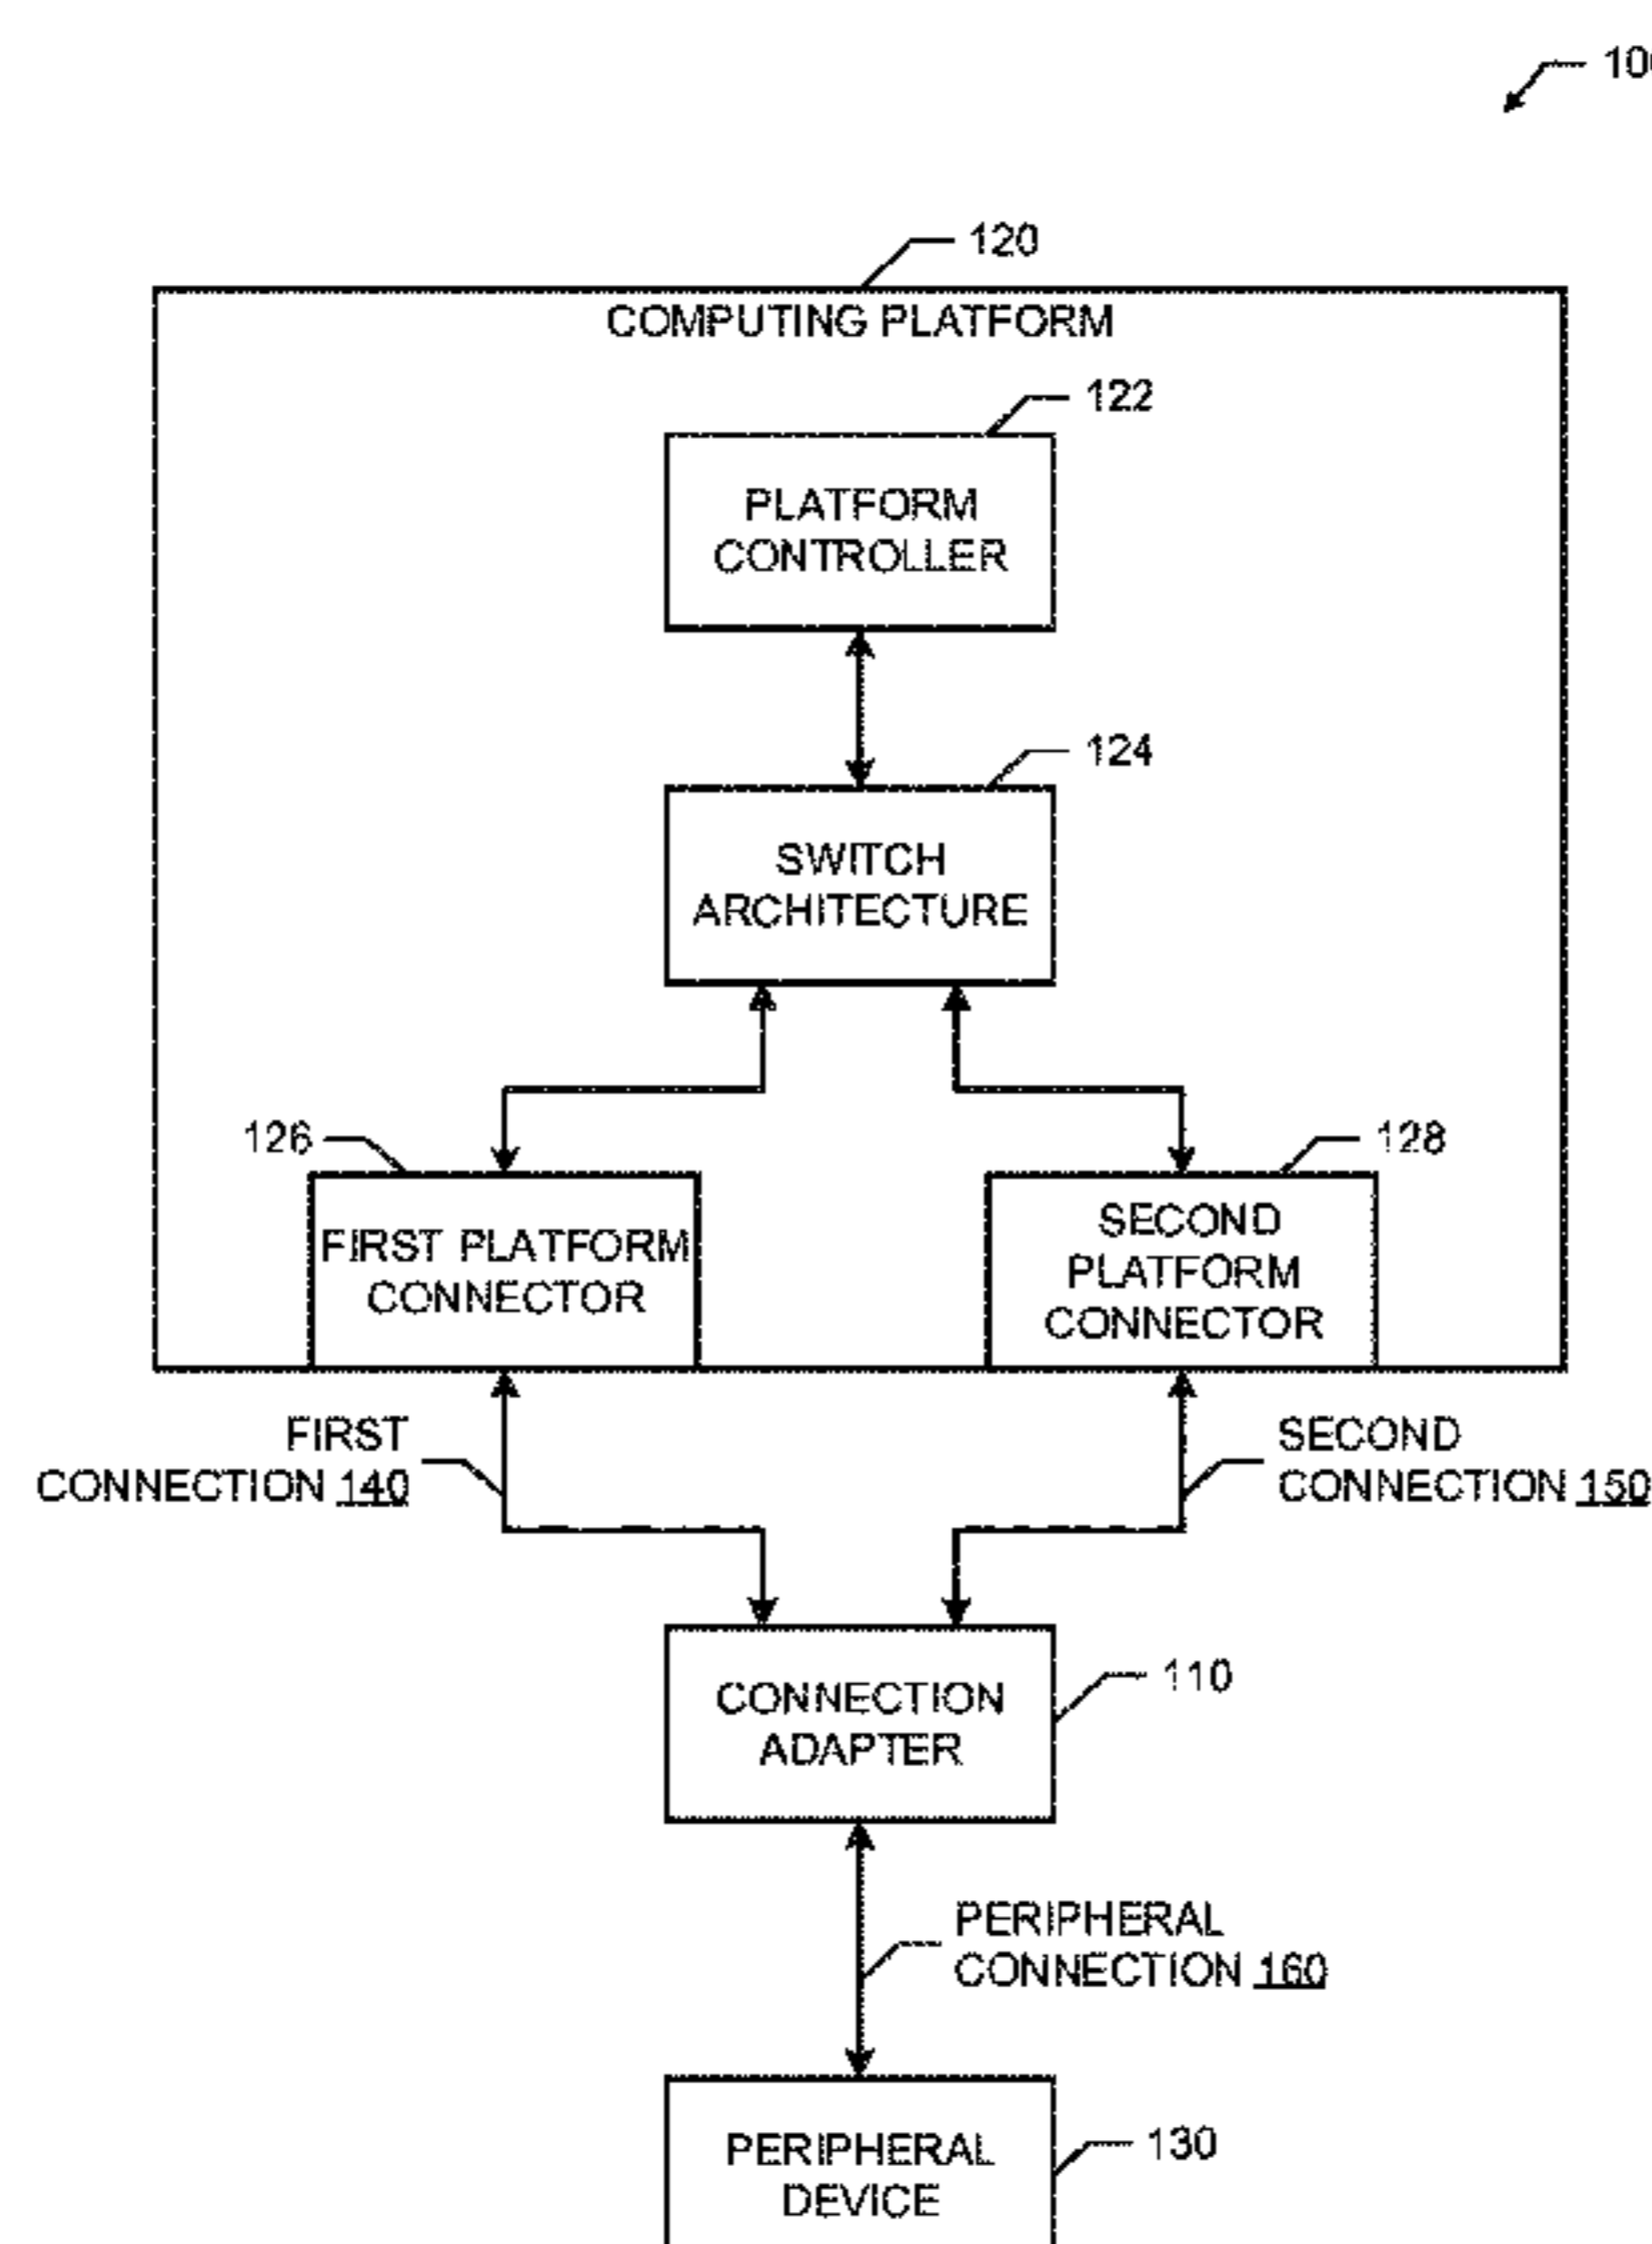 120
COMPUTING PLATFORM
122
PLATFORM
CONTROLLER
124
SWITCH
ARCHITECTURE
126
128
FIRST PLATFORM
CONNECTOR
SECOND
PLATFORM
CONNECTOR
FIRST
CONNECTION 140
SECOND
CONNECTION 150
CONNECTION
ADAPTER
110
PERIPHERAL
CONNECTION 160
PERIPHERAL
DEVICE
130